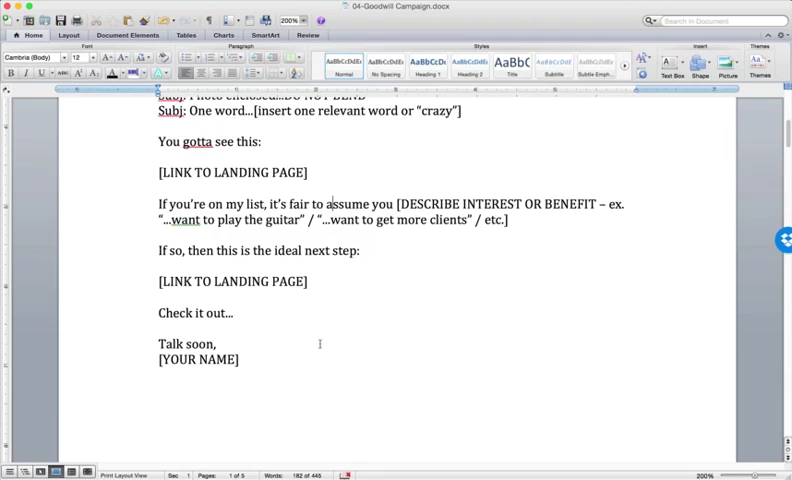 04-Goodwill Campaign.docx
200%
Search in Document
Home Layout Document Elements Tables Charts SmartArt Review
Font Paragraph Styles Insert Themes
Cambria (Body) 12
AaBbCcDdE AaBbCcDdE AaBbCcD AaBbCcD AaBbC AaBbCcDd AaBbCcDdE
Normal No Spacing Heading 1 Heading 2 Title Subtitle Subtle Emph...
Text Box Shape Picture Themes
Subj: Photo enclosed...DO NOT BEND
Subj: One word...[insert one relevant word or “crazy”]
You gotta see this:
[LINK TO LANDING PAGE]
If you’re on my list, it’s fair to assume you [DESCRIBE INTEREST OR BENEFIT – ex.
“...want to play the guitar” / “...want to get more clients” / etc.]
If so, then this is the ideal next step:
[LINK TO LANDING PAGE]
Check it out...
Talk soon,
[YOUR NAME]
Print Layout View Sec 1 Pages: 1 of 5 Words: 182 of 445 200%